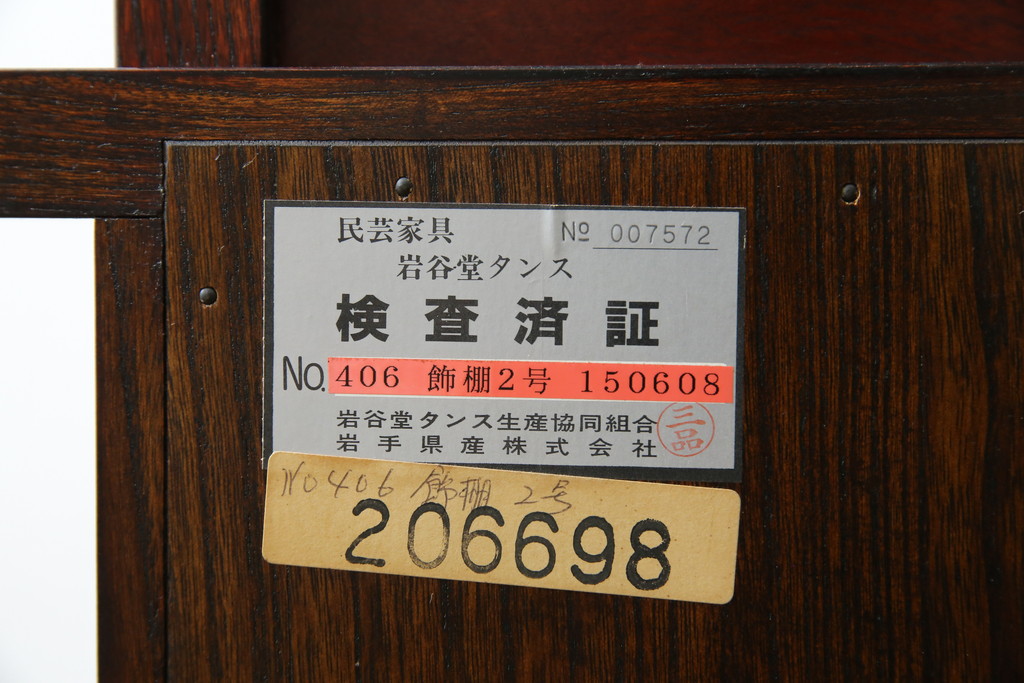 民芸家具 Nº 007572
岩谷堂タンス
検査済証
No. 406 飾棚2号 150608
岩谷堂タンス生産協同組合
岩手県産株式会社
三品
No 406 飾棚 2号
206698